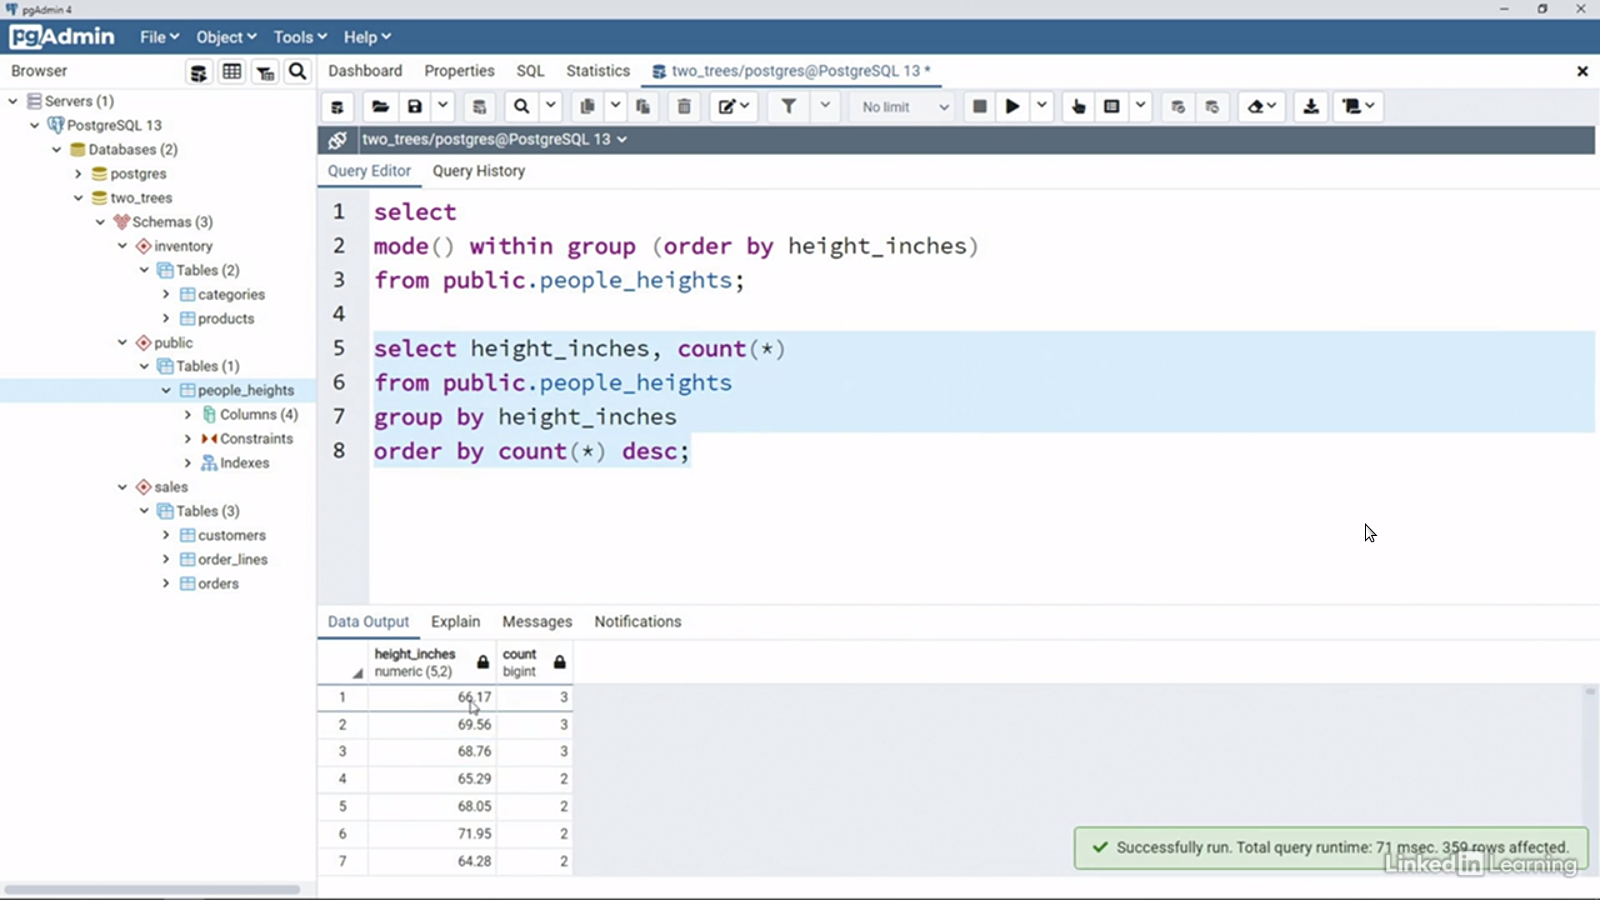 pgAdmin 4
pgAdmin File Object Tools Help
Browser
Dashboard Properties SQL Statistics two_trees/postgres@PostgreSQL 13 *
No limit
Servers (1)
PostgreSQL 13
Databases (2)
postgres
two_trees
Schemas (3)
inventory
Tables (2)
categories
products
public
Tables (1)
people_heights
Columns (4)
Constraints
Indexes
sales
Tables (3)
customers
order_lines
orders
two_trees/postgres@PostgreSQL 13
Query Editor Query History
1 select
2 mode() within group (order by height_inches)
3 from public.people_heights;
4
5 select height_inches, count(*)
6 from public.people_heights
7 group by height_inches
8 order by count(*) desc;
Data Output Explain Messages Notifications
height_inches count
numeric (5,2) bigint
1 66.17 3
2 69.56 3
3 68.76 3
4 65.29 2
5 68.05 2
6 71.95 2
7 64.28 2
Successfully run. Total query runtime: 71 msec. 359 rows affected.
LinkedIn Learning